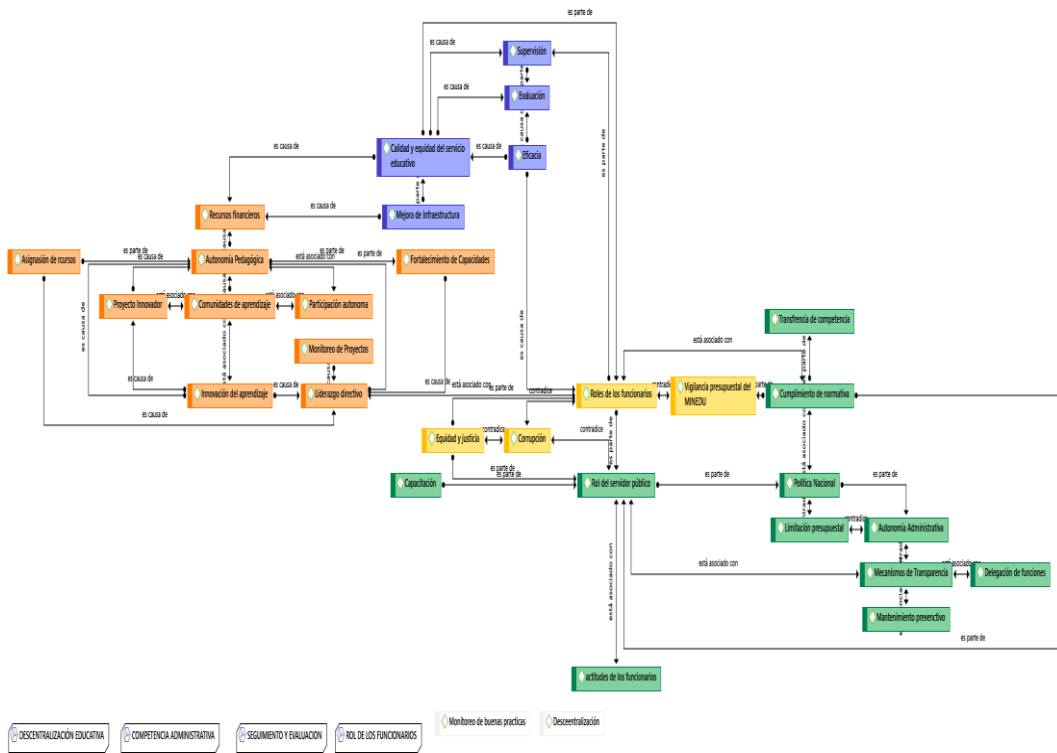 es parte de
es causa de
Supervisión
es causa de
Evaluación
es causa de
es causa de
Calidad y equidad del servicio
educativo
es causa de
Eficacia
es parte de
Recursos financieros
es causa de
Mejora de Infraestructura
Asignasión de rcursos
es parte de
es causa de
Autonomía Pedagógica
es parte de
está asociado con
es parte de
Fortalecimiento de Capacidades
Proyecto Innovador
Comunidades de aprendizaje
Participación autonoma
Transfrencia de competencia
es causa de
Monitoreo de Proyectos
está asociado con
es causa de
es causa de
Innovación del aprendizaje
es causa de
Liderazgo directivo
es causa de
está asociado con
es parte de
contradice
es causa de
Roles de los funcionarios
Vigilancia presupuestal del
MINEDU
Cumplimiento de normativa
es causa de
Equidad y justicia
contradice
Corrupción
contradice
es parte de
es parte de
es parte de
Capacitación
Rol del servidor público
es parte de
Política Nacional
es parte de
Limitación presupuestal
contradice
Autonomía Administrativa
está asociado con
está asociado con
Mecanismos de Transparencia
Delegación de funciones
Mantenimiento prevenctivo
es parte de
actitudes de los funcionarios
DESCENTRALIZACIÓN EDUCATIVA
COMPETENCIA ADMINISTRATIVA
SEGUIMIENTO Y EVALUACION
ROL DE LOS FUNCIONARIOS
Monitoreo de buenas practicas
Descentralización